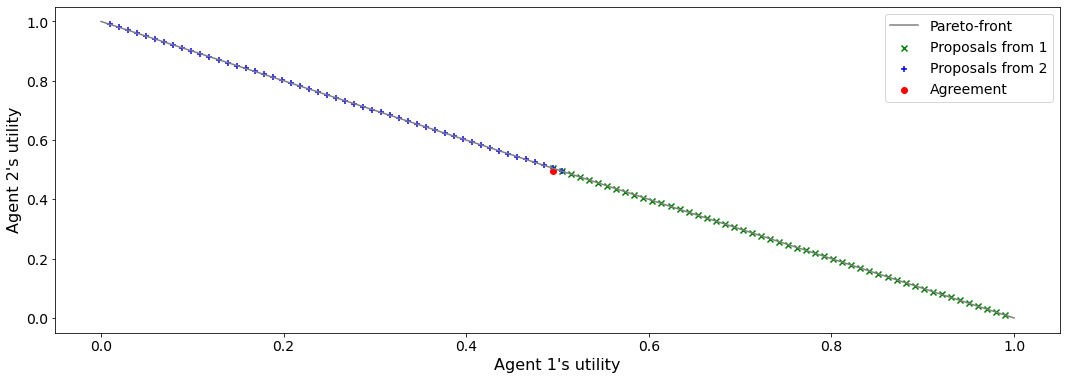 Pareto-front
Proposals from 1
Proposals from 2
Agreement
Agent 2's utility
1.0
0.8
0.6
0.4
0.2
0.0
0.0 0.2 0.4 0.6 0.8 1.0
Agent 1's utility